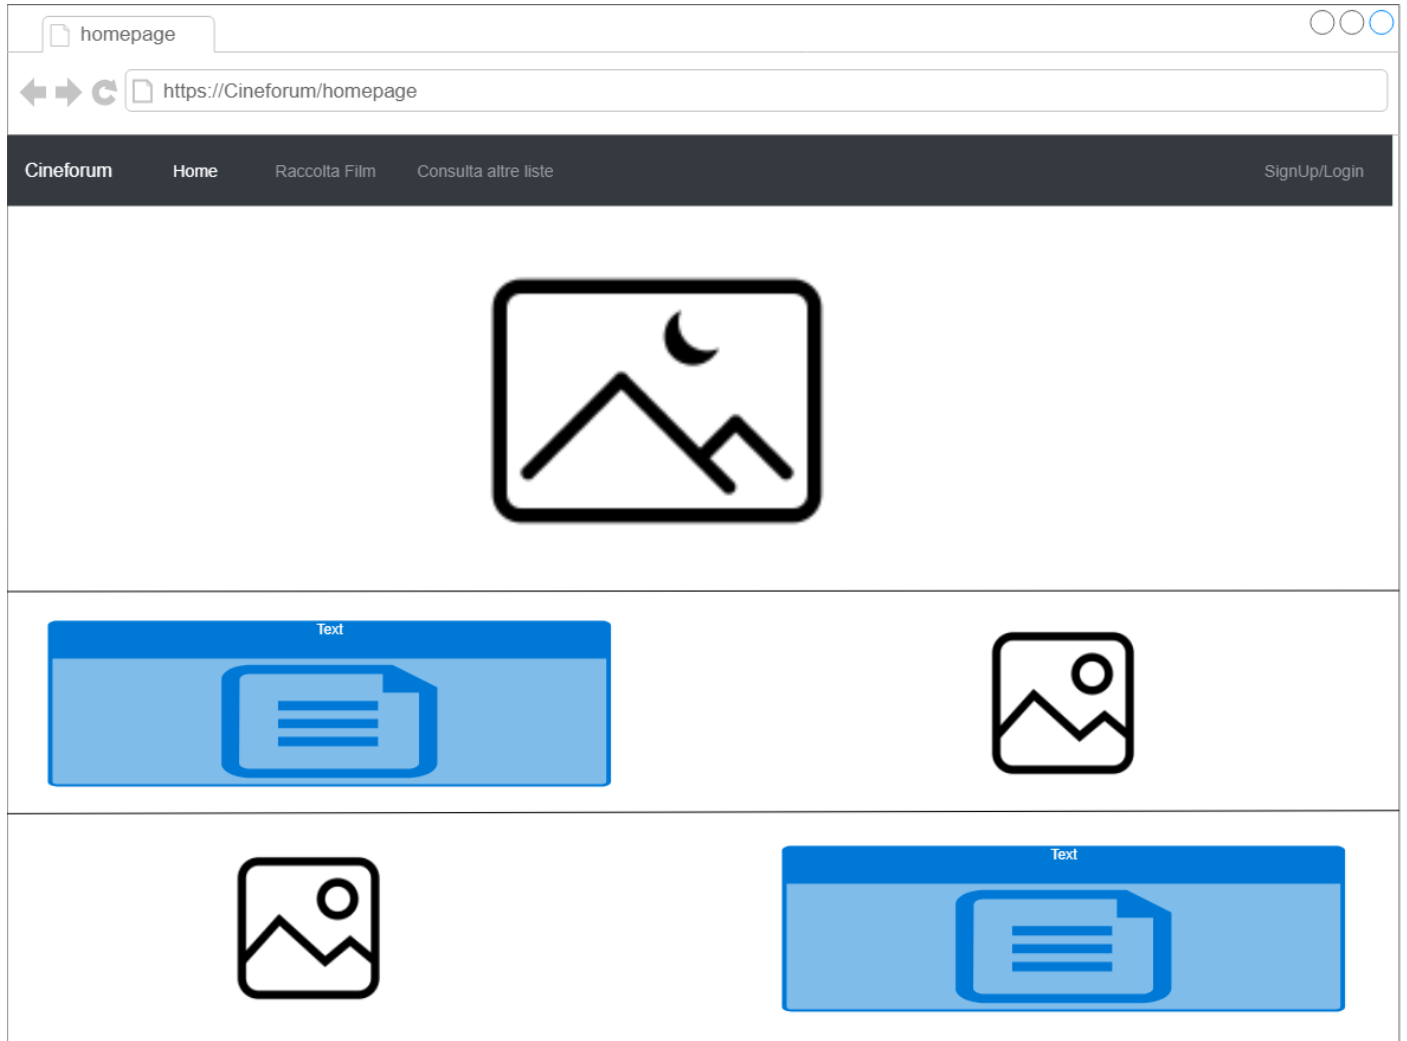 homepage
https://Cineforum/homepage
Cineforum Home Raccolta Film Consulta altre liste SignUp/Login
Text
Text